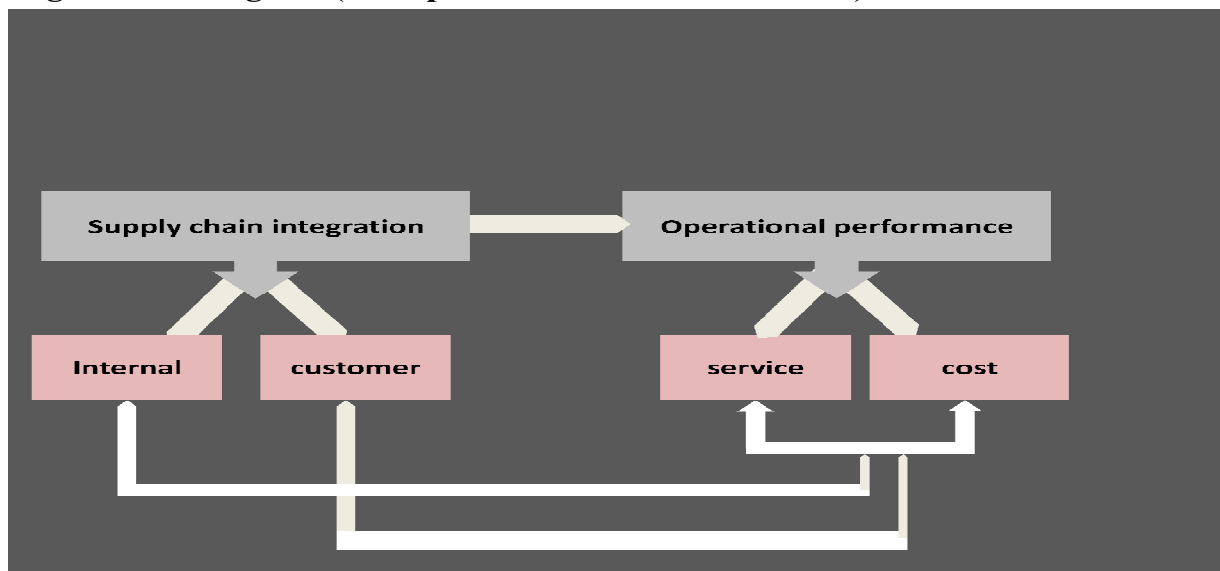 Supply chain integration
Operational performance
Internal
customer
service
cost